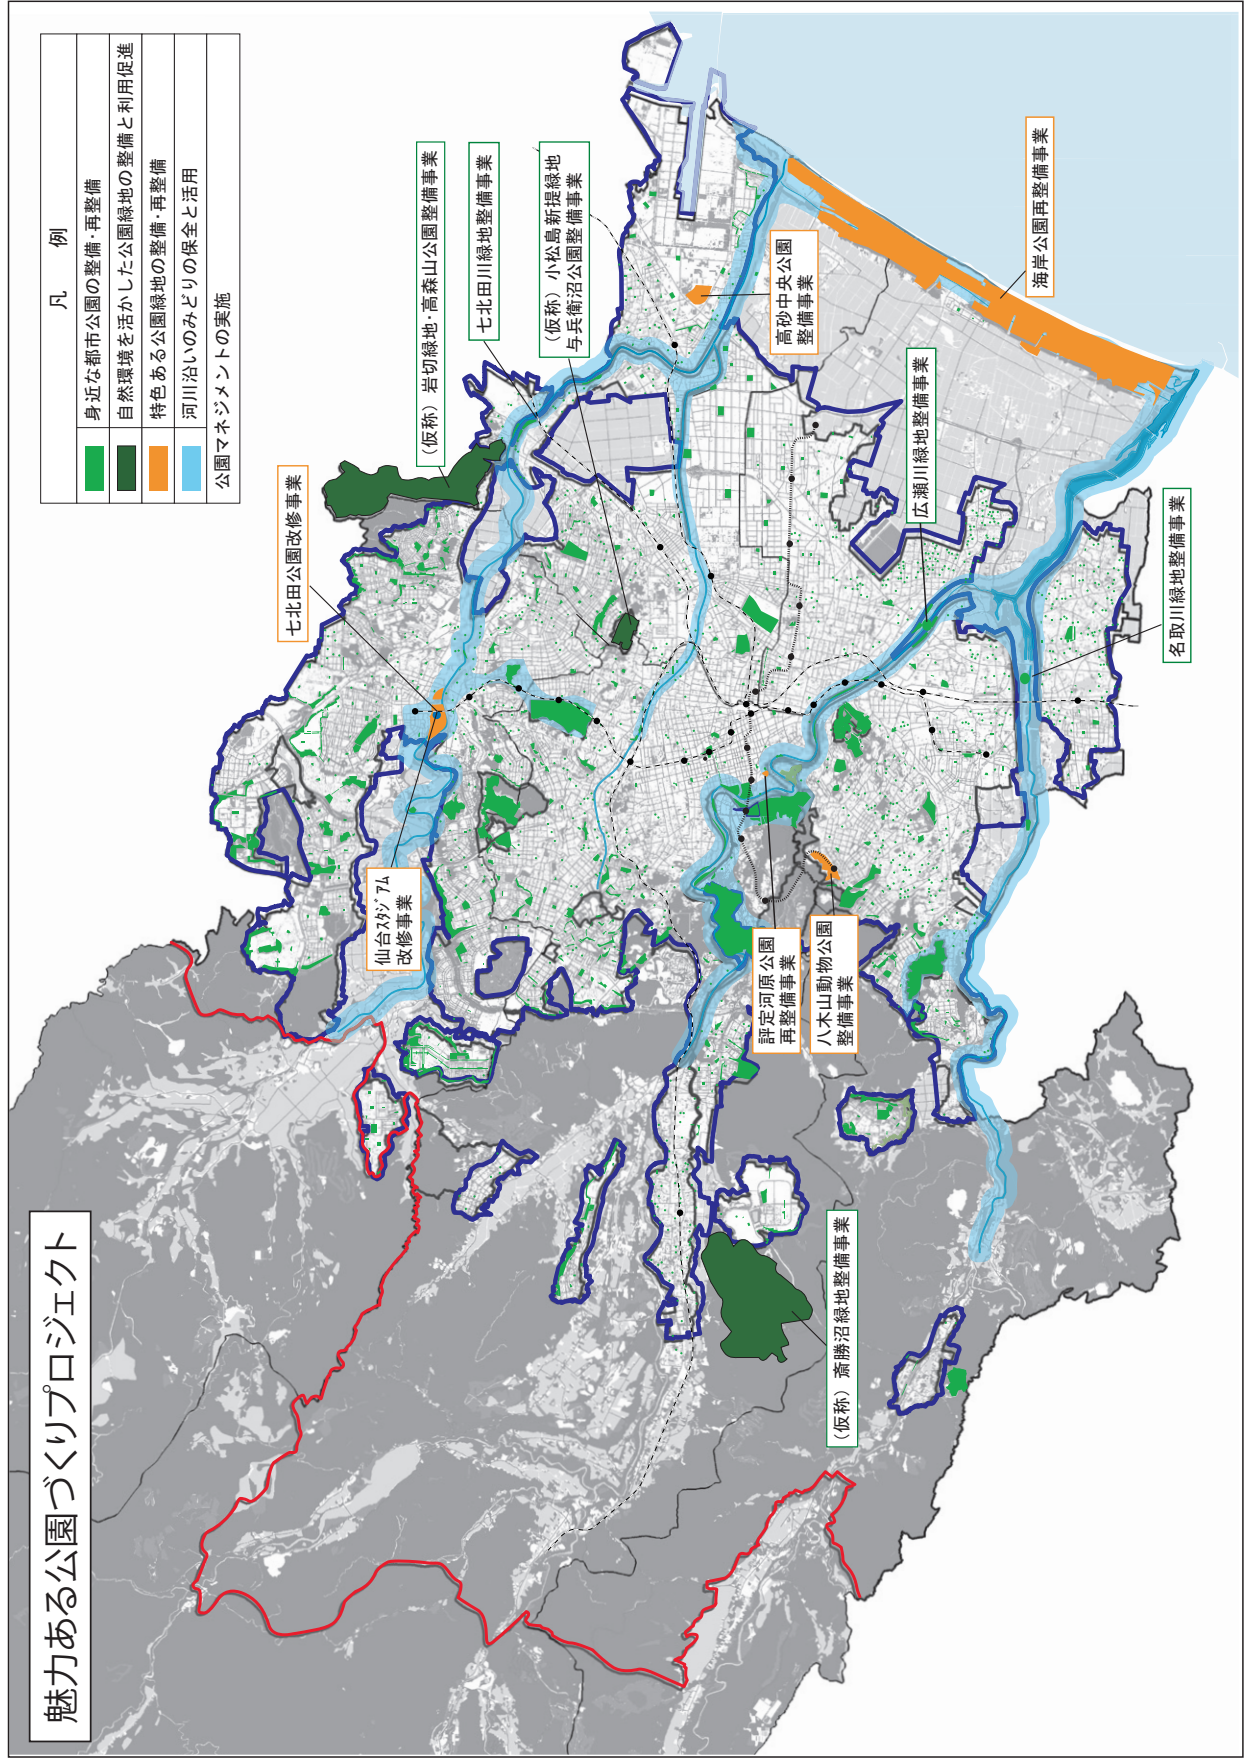 魅力ある公園づくりプロジェクト
凡 例
身近な都市公園の整備・再整備
自然環境を活かした公園緑地の整備と利用促進
特色ある公園緑地の整備・再整備
河川沿いのみどりの保全と活用
公園マネジメントの実施
七北田公園改修事業
(仮称) 岩切緑地・高森山公園整備事業
七北田川緑地整備事業
(仮称) 小松島新提緑地
与兵衛沼公園整備事業
仙台スタジアム
改修事業
高砂中央公園
整備事業
海岸公園再整備事業
広瀬川緑地整備事業
名取川緑地整備事業
評定河原公園
再整備事業
八木山動物公園
整備事業
(仮称) 斎勝沼緑地整備事業